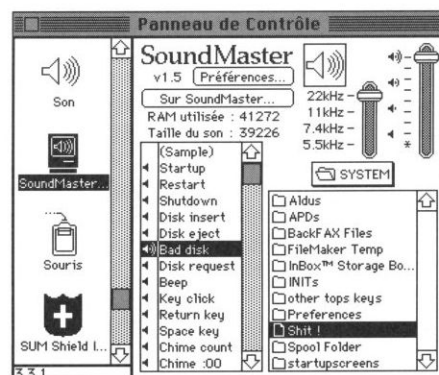 Panneau de Contrôle
Son
SoundMaster...
Souris
SUM Shield I...
3.3.1
SoundMaster
v1.5 Préférences...
Sur SoundMaster...
RAM utilisée : 41272
Taille du son : 39226
22kHz
11kHz
7.4kHz
5.5kHz
*
SYSTEM
(Sample)
Startup
Restart
Shutdown
Disk insert
Disk eject
Bad disk
Disk request
Beep
Key click
Return key
Space key
Chime count
Chime :00
Aldus
APDs
BackFAX Files
FileMaker Temp
InBox™ Storage Bo...
INITs
other tops keys
Preferences
Shit !
Spool Folder
startupscreens